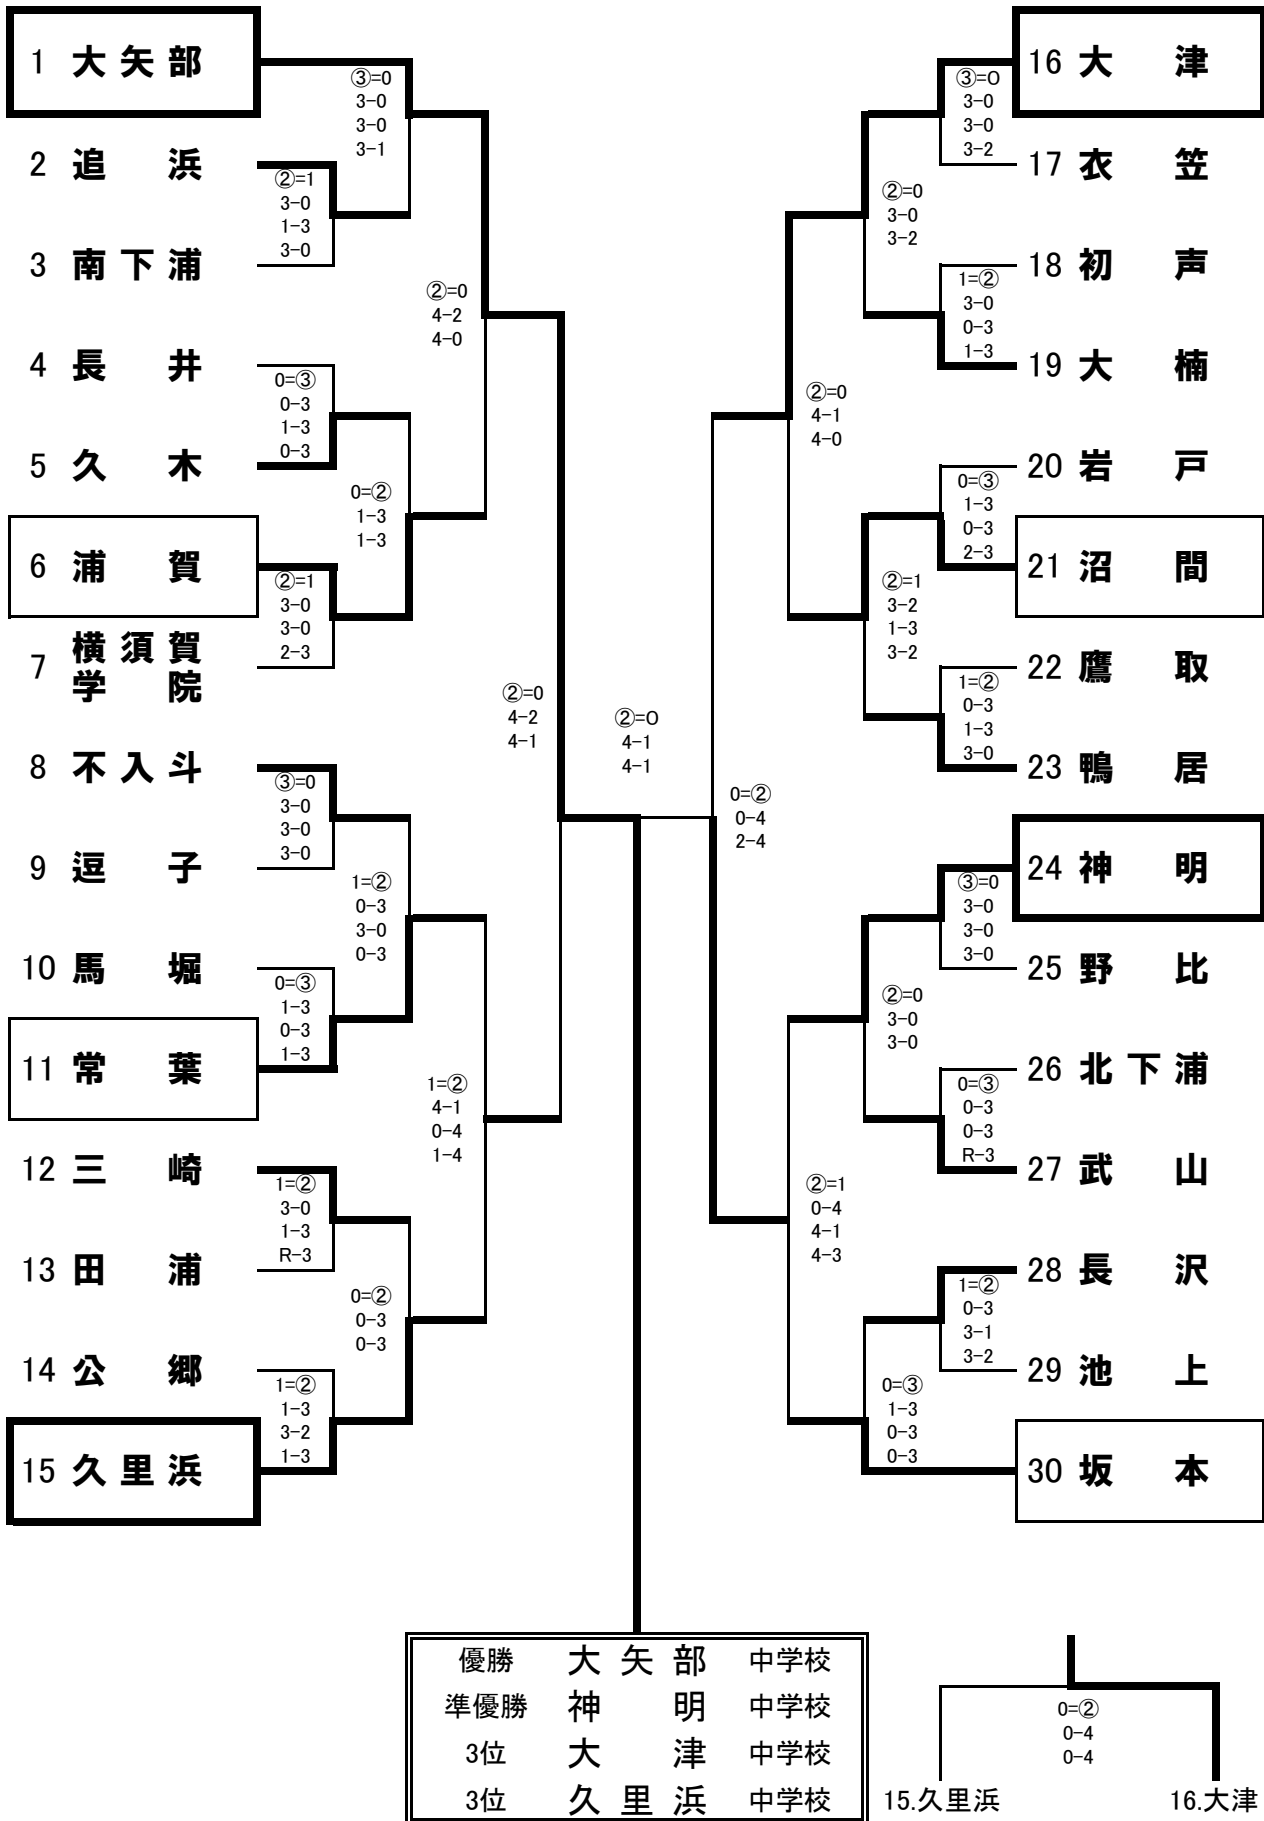 1 大矢部
③=0
3-0
3-0
3-1
2 追浜
②=1
3-0
1-3
3-0
3 南下浦
②=0
4-2
4-0
4 長井
0=③
0-3
1-3
0-3
5 久木
0=②
1-3
1-3
6 浦賀
②=1
3-0
3-0
2-3
7 横須賀
学院
②=0
4-2
4-1
8 不入斗
③=0
3-0
3-0
3-0
9 逗子
1=②
0-3
3-0
0-3
10 馬堀
0=③
1-3
0-3
1-3
11 常葉
1=②
4-1
0-4
1-4
12 三崎
1=②
3-0
1-3
R-3
13 田浦
0=②
0-3
0-3
14 公郷
1=②
1-3
3-2
1-3
15 久里浜
②=0
4-1
4-1
16 大津
③=0
3-0
3-0
3-2
17 衣笠
②=0
3-0
3-2
18 初声
1=②
3-0
0-3
1-3
19 大楠
②=0
4-1
4-0
20 岩戸
0=③
1-3
0-3
2-3
21 沼間
②=1
3-2
1-3
3-2
22 鷹取
1=②
0-3
1-3
3-0
23 鴨居
0=②
0-4
2-4
24 神明
③=0
3-0
3-0
3-0
25 野比
②=0
3-0
3-0
26 北下浦
0=③
0-3
0-3
R-3
27 武山
②=1
0-4
4-1
4-3
28 長沢
1=②
0-3
3-1
3-2
29 池上
0=③
1-3
0-3
0-3
30 坂本
優勝 大矢部 中学校
準優勝 神明 中学校
3位 大津 中学校
3位 久里浜 中学校
0=②
0-4
0-4
15.久里浜 16.大津